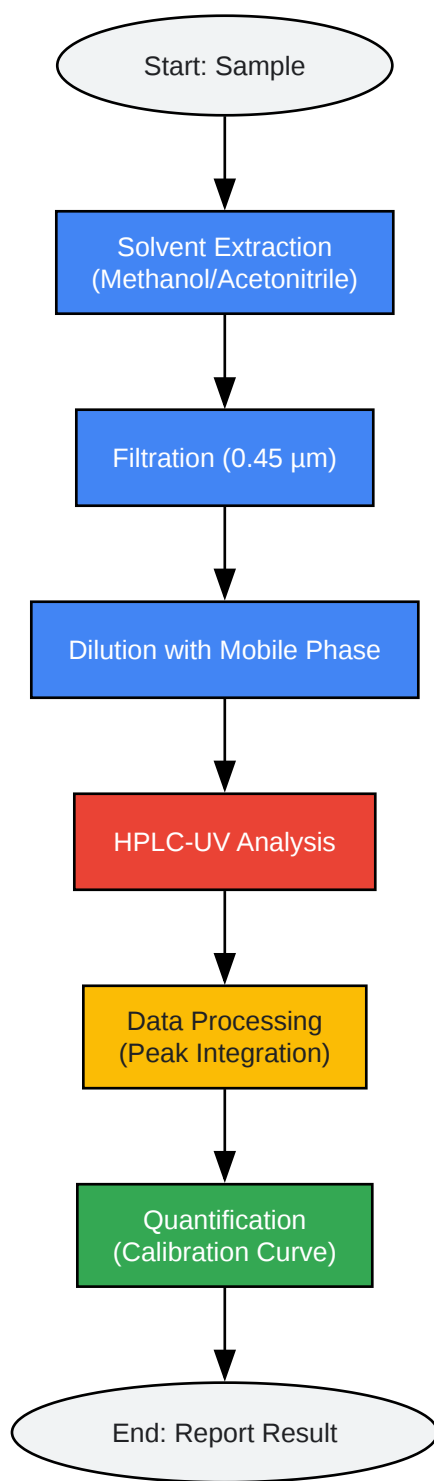 Start: Sample
Solvent Extraction
(Methanol/Acetonitrile)
Filtration (0.45 µm)
Dilution with Mobile Phase
HPLC-UV Analysis
Data Processing
(Peak Integration)
Quantification
(Calibration Curve)
End: Report Result